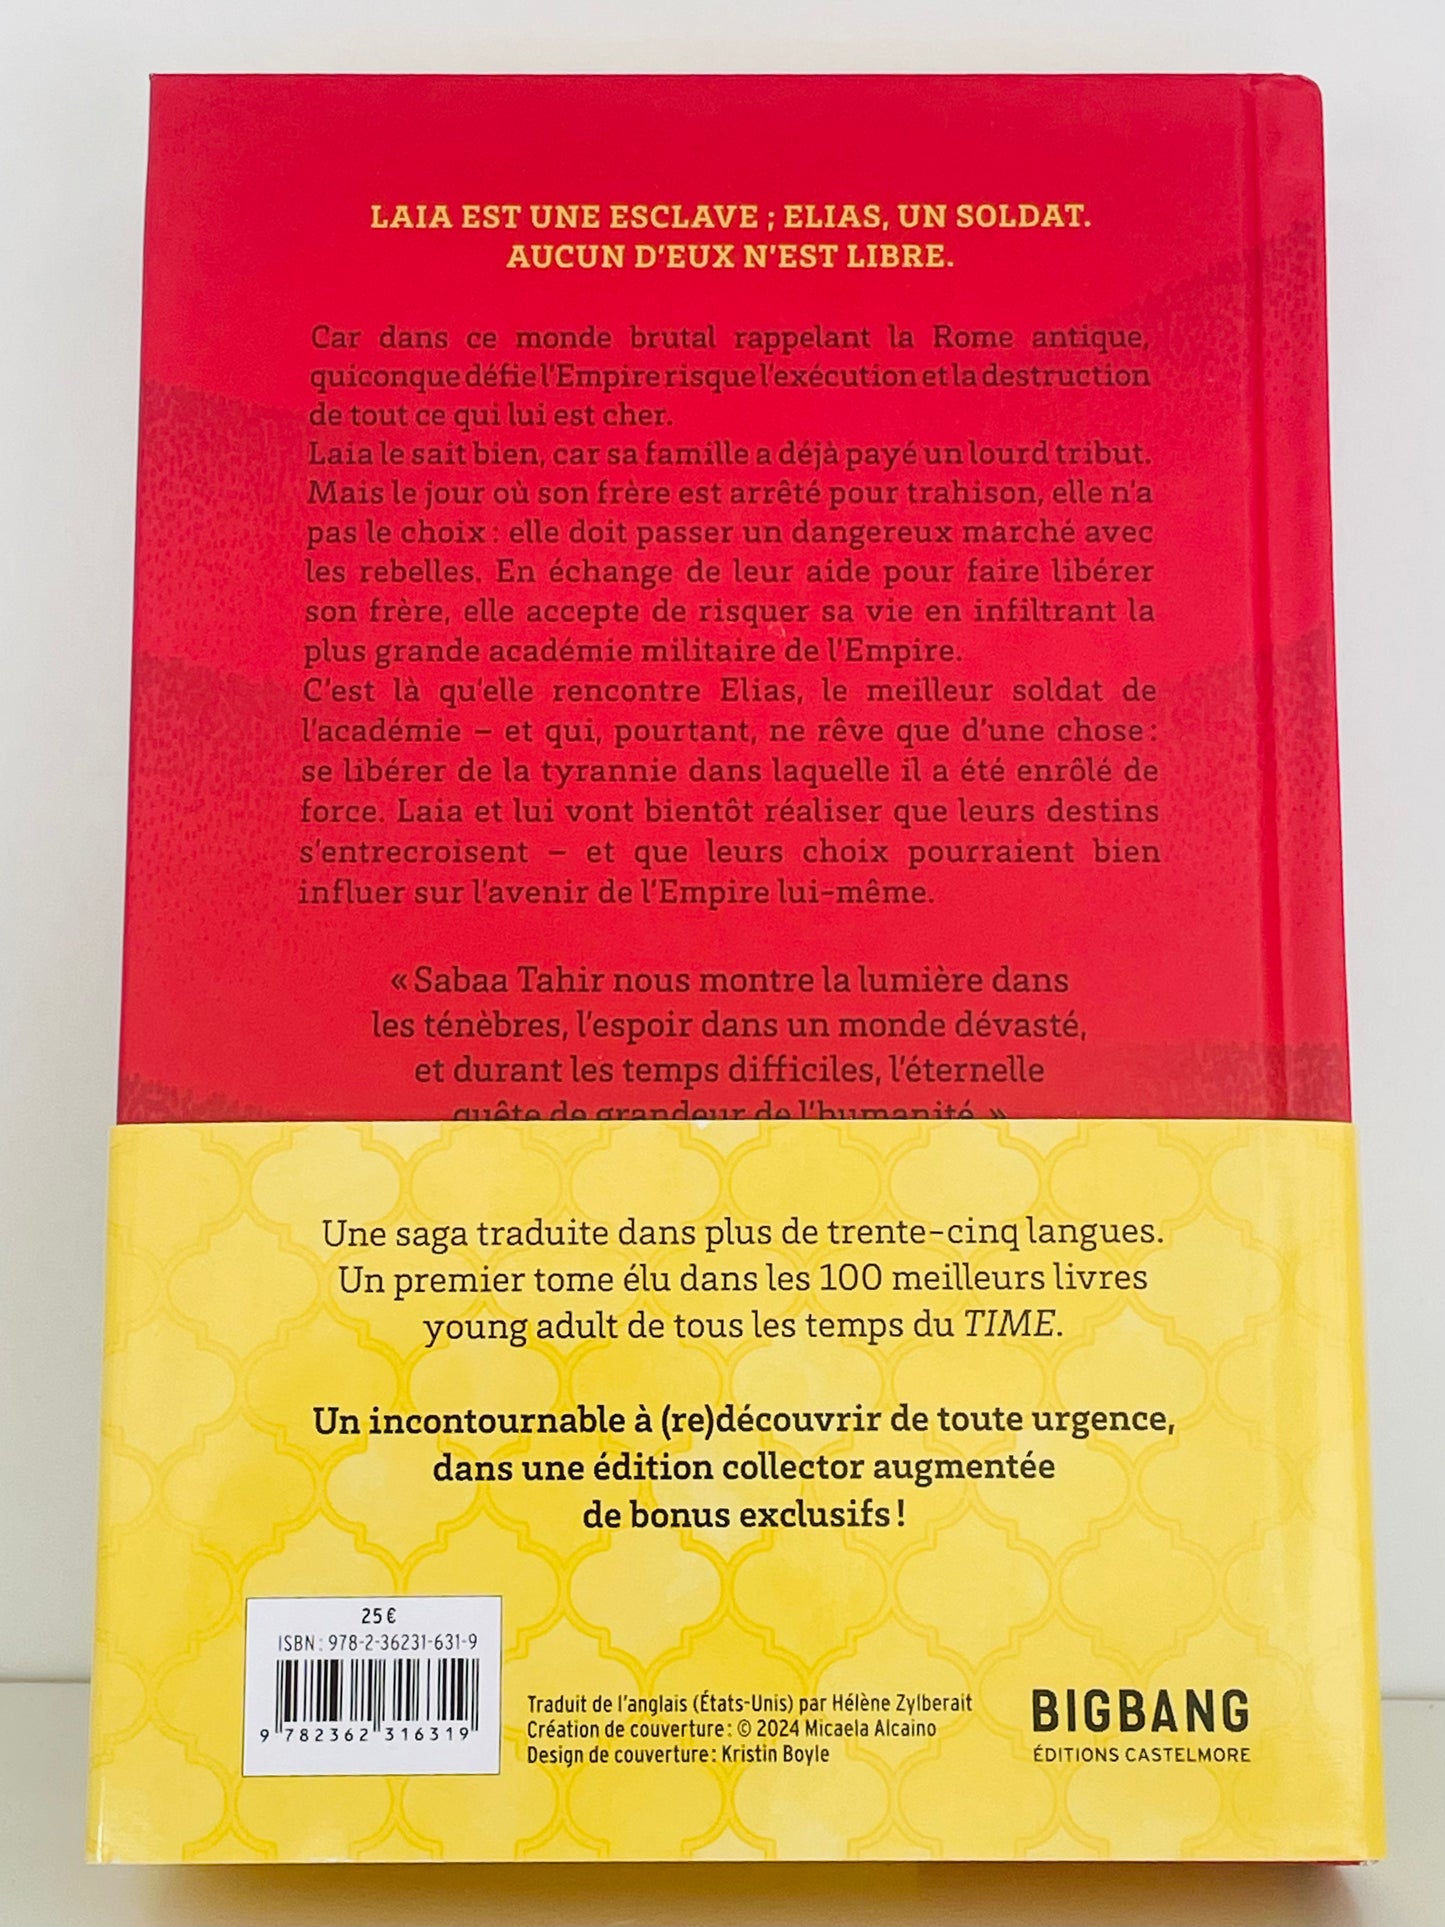 LAIA EST UNE ESCLAVE ; ELIAS, UN SOLDAT.
AUCUN D'EUX N'EST LIBRE.
Car dans ce monde brutal rappelant la Rome antique,
quiconque défie l'Empire risque l'exécution et la destruction
de tout ce qui lui est cher.
Laia le sait bien, car sa famille a déjà payé un lourd tribut.
Mais le jour où son frère est arrêté pour trahison, elle n'a
pas le choix : elle doit passer un dangereux marché avec
les rebelles. En échange de leur aide pour faire libérer
son frère, elle accepte de risquer sa vie en infiltrant la
plus grande académie militaire de l'Empire.
C'est là qu'elle rencontre Elias, le meilleur soldat de
l'académie – et qui, pourtant, ne rêve que d'une chose :
se libérer de la tyrannie dans laquelle il a été enrôlé de
force. Laia et lui vont bientôt réaliser que leurs destins
s'entrecroisent – et que leurs choix pourraient bien
influer sur l'avenir de l'Empire lui-même.
« Sabaa Tahir nous montre la lumière dans
les ténèbres, l'espoir dans un monde dévasté,
et durant les temps difficiles, l'éternelle
quête de grandeur de l'humanité. »
Une saga traduite dans plus de trente-cinq langues.
Un premier tome élu dans les 100 meilleurs livres
young adult de tous les temps du TIME.
Un incontournable à (re)découvrir de toute urgence,
dans une édition collector augmentée
de bonus exclusifs !
25 €
ISBN : 978-2-36231-631-9
9 782362 316319
Traduit de l'anglais (États-Unis) par Hélène Zylberait
Création de couverture : © 2024 Micaela Alcaino
Design de couverture : Kristin Boyle
BIGBANG
ÉDITIONS CASTELMORE